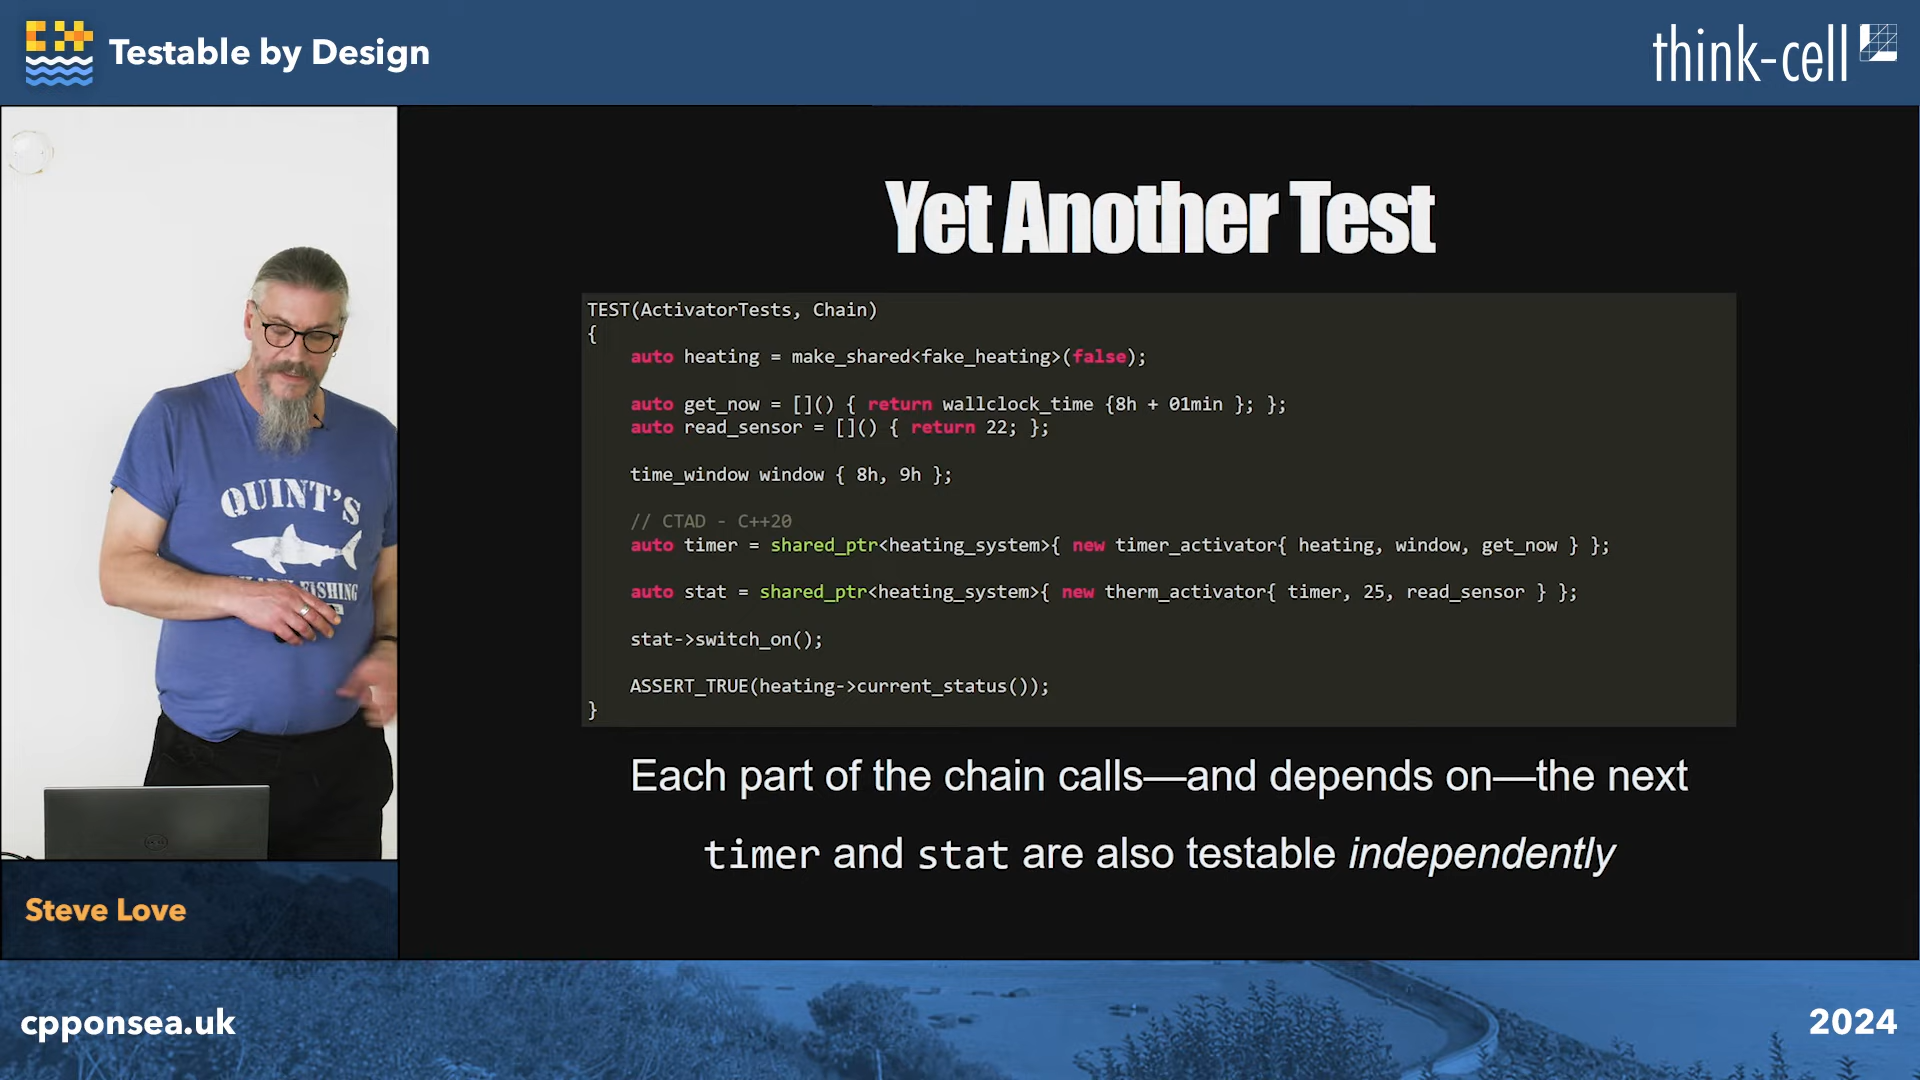 Testable by Design
think-cell
Yet Another Test
TEST(ActivatorTests, Chain)
{
    auto heating = make_shared<fake_heating>(false);
    auto get_now = []() { return wallclock_time {8h + 01min }; };
    auto read_sensor = []() { return 22; };
    time_window window { 8h, 9h };
    // CTAD - C++20
    auto timer = shared_ptr<heating_system>{ new timer_activator{ heating, window, get_now } };
    auto stat = shared_ptr<heating_system>{ new therm_activator{ timer, 25, read_sensor } };
    stat->switch_on();
    ASSERT_TRUE(heating->current_status());
}
Each part of the chain calls—and depends on—the next
timer and stat are also testable independently
QUINT'S
FISHING
Steve Love
cpponsea.uk
2024